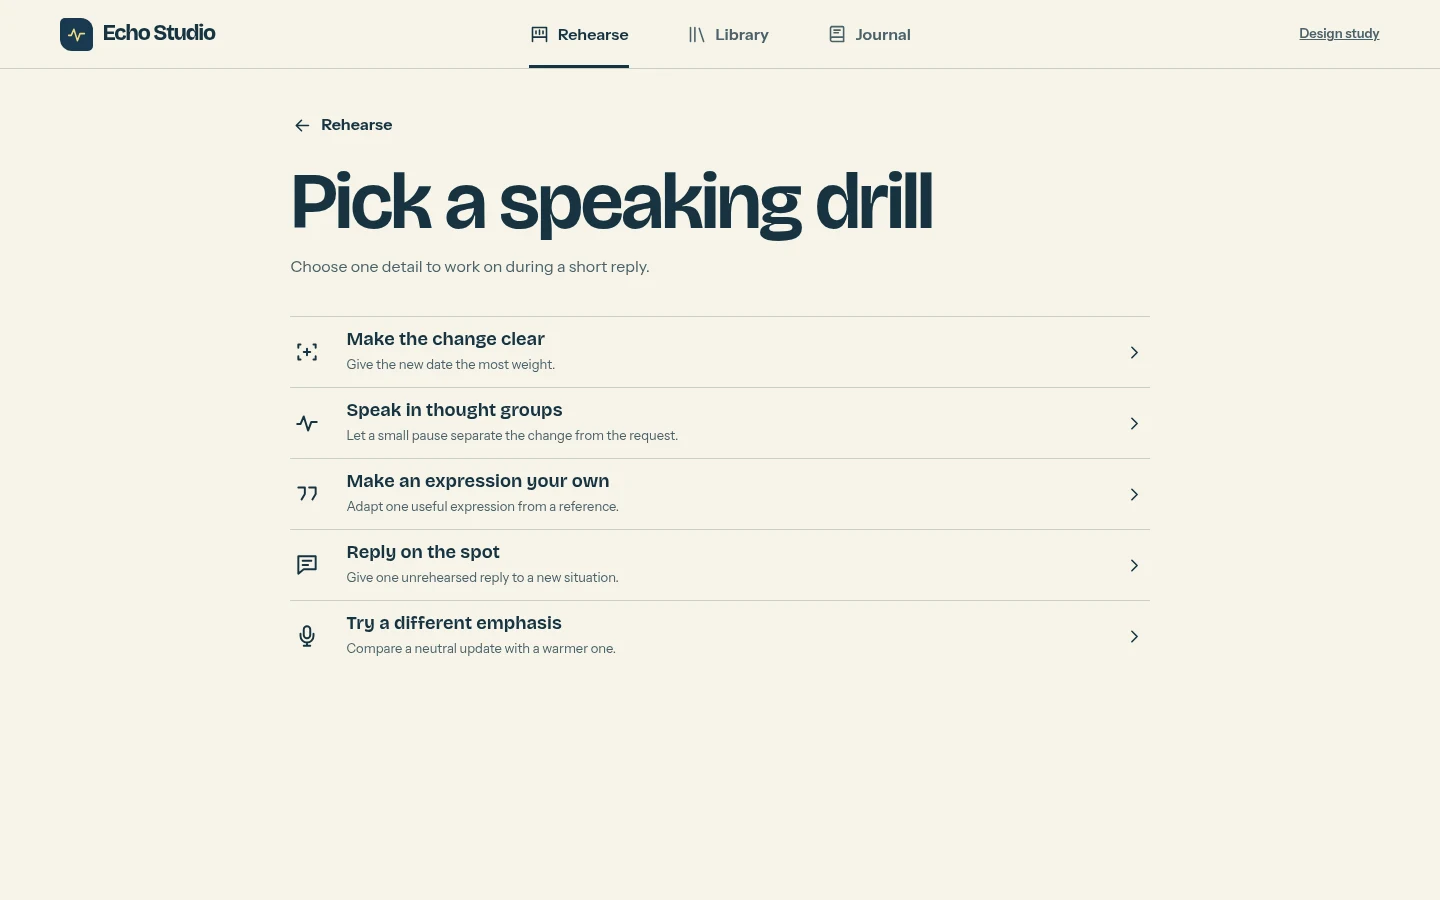 Echo Studio
Rehearse
Library
Journal
Design study
Rehearse
Pick a speaking drill
Choose one detail to work on during a short reply.
Make the change clear
Give the new date the most weight.
Speak in thought groups
Let a small pause separate the change from the request.
Make an expression your own
Adapt one useful expression from a reference.
Reply on the spot
Give one unrehearsed reply to a new situation.
Try a different emphasis
Compare a neutral update with a warmer one.